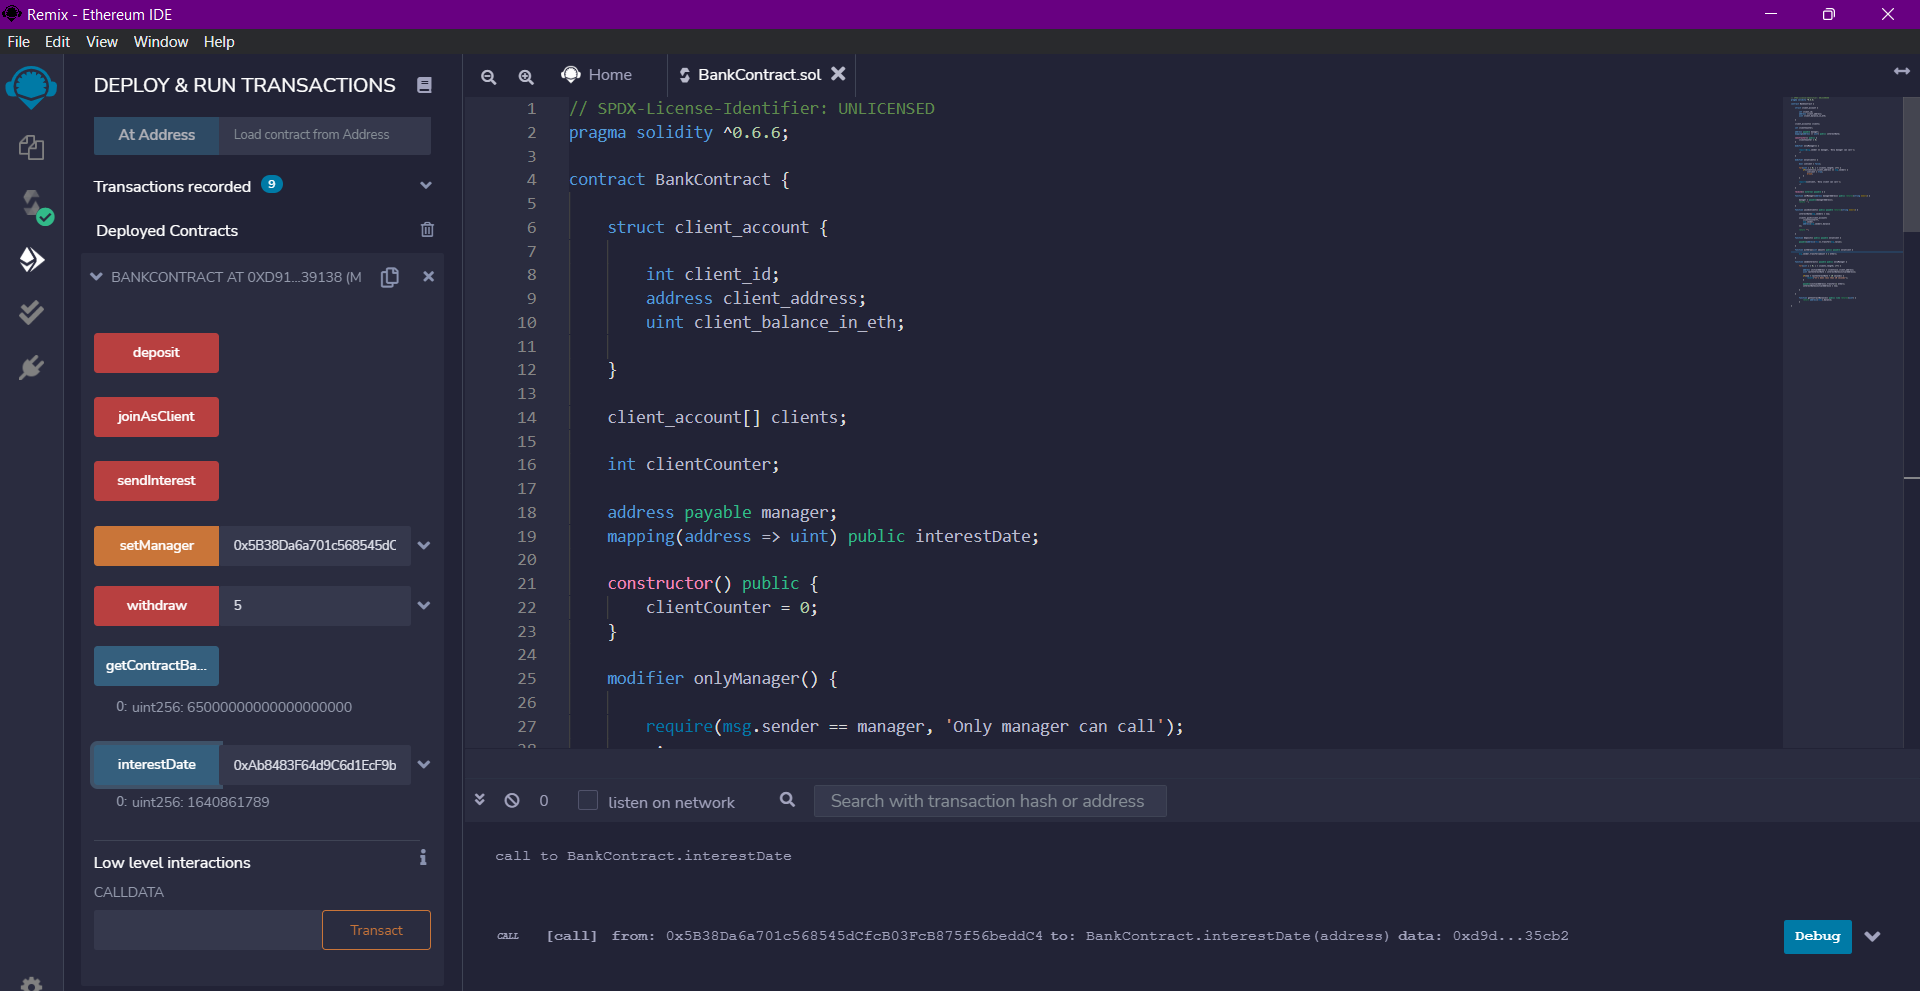 Remix - Ethereum IDE
File Edit View Window Help
DEPLOY & RUN TRANSACTIONS
At Address Load contract from Address
Transactions recorded 9
Deployed Contracts
BANKCONTRACT AT 0XD91...39138 (M
deposit
joinAsClient
sendInterest
setManager 0x5B38Da6a701c568545dC
withdraw 5
getContractBa...
0: uint256: 65000000000000000000
interestDate 0xAb8483F64d9C6d1EcF9b
0: uint256: 1640861789
Low level interactions
CALLDATA
Transact
Home BankContract.sol
1 // SPDX-License-Identifier: UNLICENSED
2 pragma solidity ^0.6.6;
3
4 contract BankContract {
5
6 struct client_account {
7
8 int client_id;
9 address client_address;
10 uint client_balance_in_eth;
11
12 }
13
14 client_account[] clients;
15
16 int clientCounter;
17
18 address payable manager;
19 mapping(address => uint) public interestDate;
20
21 constructor() public {
22 clientCounter = 0;
23 }
24
25 modifier onlyManager() {
26
27 require(msg.sender == manager, 'Only manager can call');
0 listen on network Search with transaction hash or address
call to BankContract.interestDate
CALL [call] from: 0x5B38Da6a701c568545dCfcB03FcB875f56beddC4 to: BankContract.interestDate(address) data: 0xd9d...35cb2 Debug